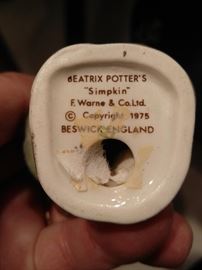 BEATRIX POTTER'S
"Simpkin"
F. Warne & Co.Ltd.
© Copyright 1975
BESWICK ENGLAND